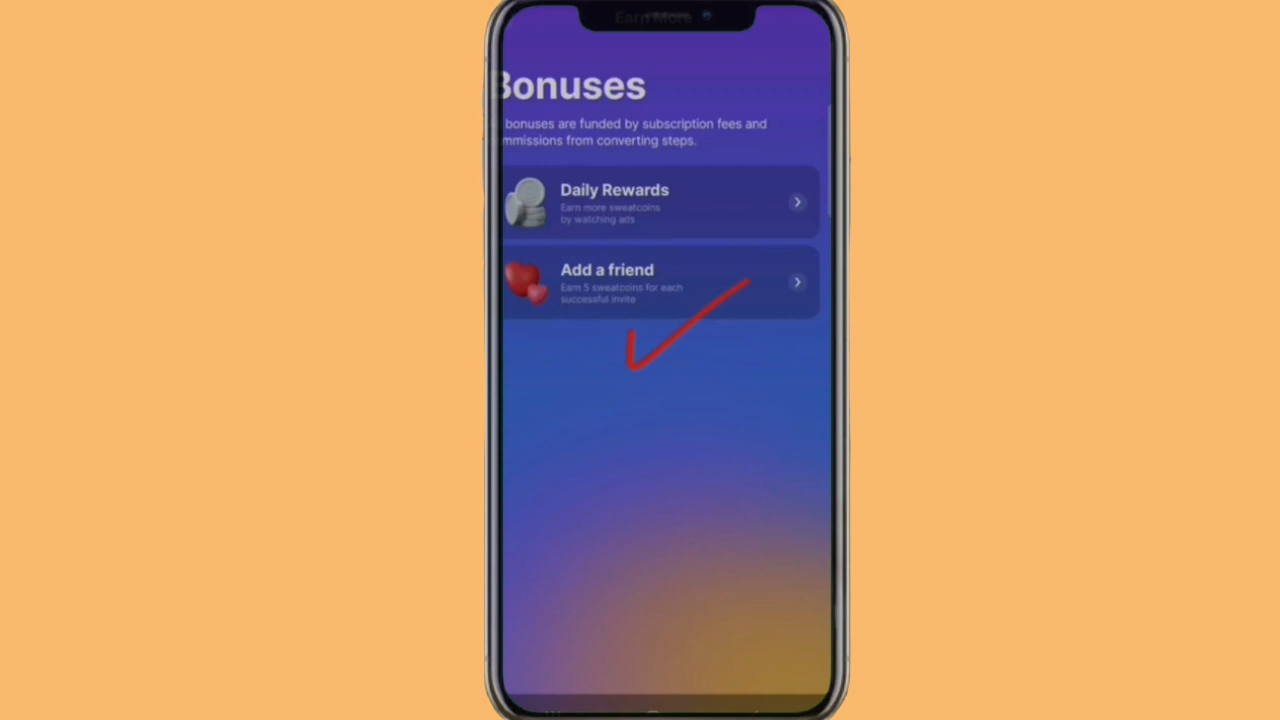 Earn More
Bonuses
bonuses are funded by subscription fees and
mmissions from converting steps.
Daily Rewards
Earn more sweatcoins
by watching ads
Add a friend
Earn 5 sweatcoins for each
successful invite